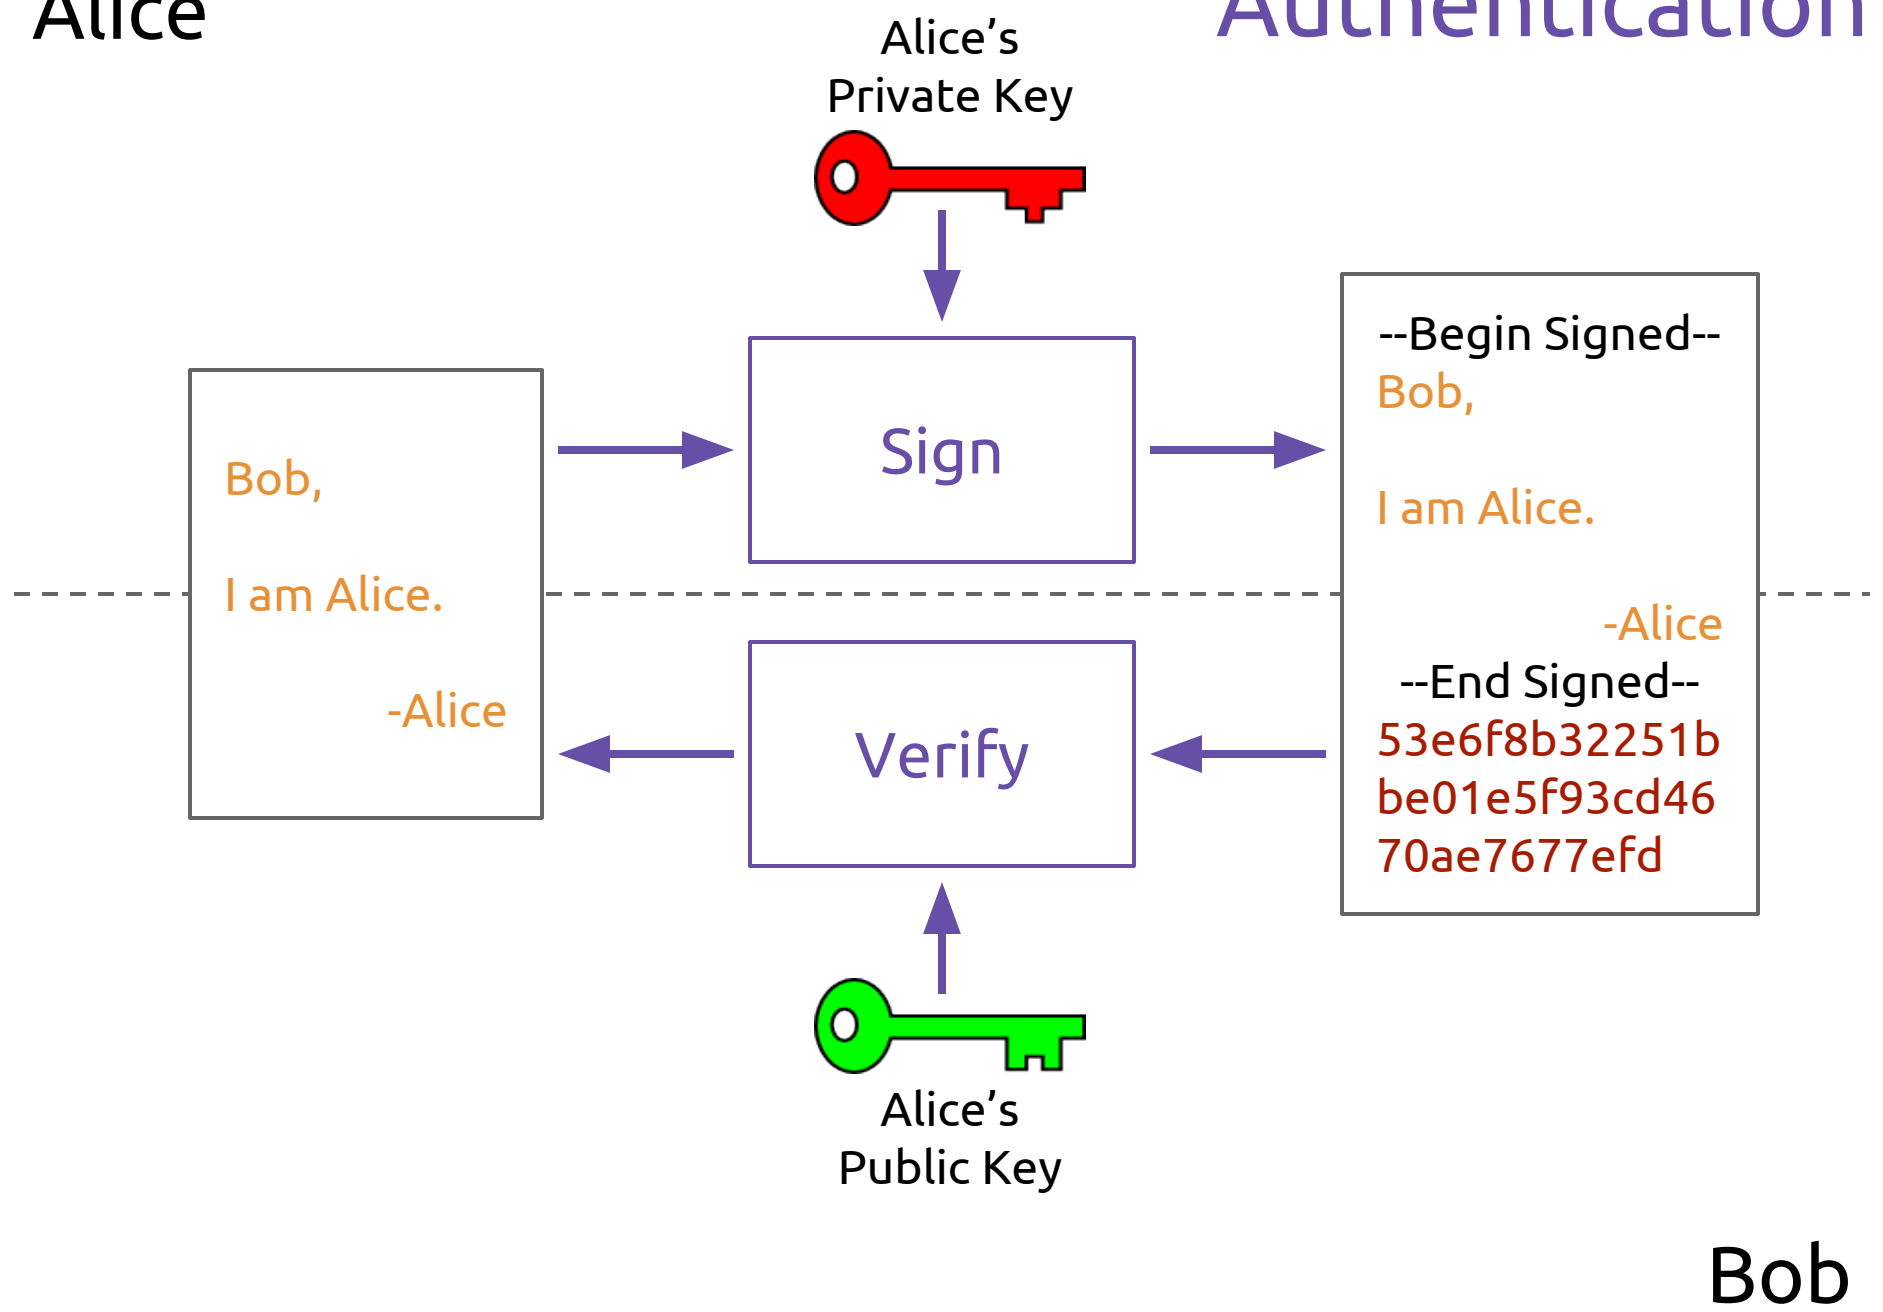 Alice
Authentication
Alice’s
Private Key
Bob,
I am Alice.
-Alice
Sign
--Begin Signed--
Bob,
I am Alice.
-Alice
--End Signed--
53e6f8b32251b
be01e5f93cd46
70ae7677efd
Verify
Alice’s
Public Key
Bob